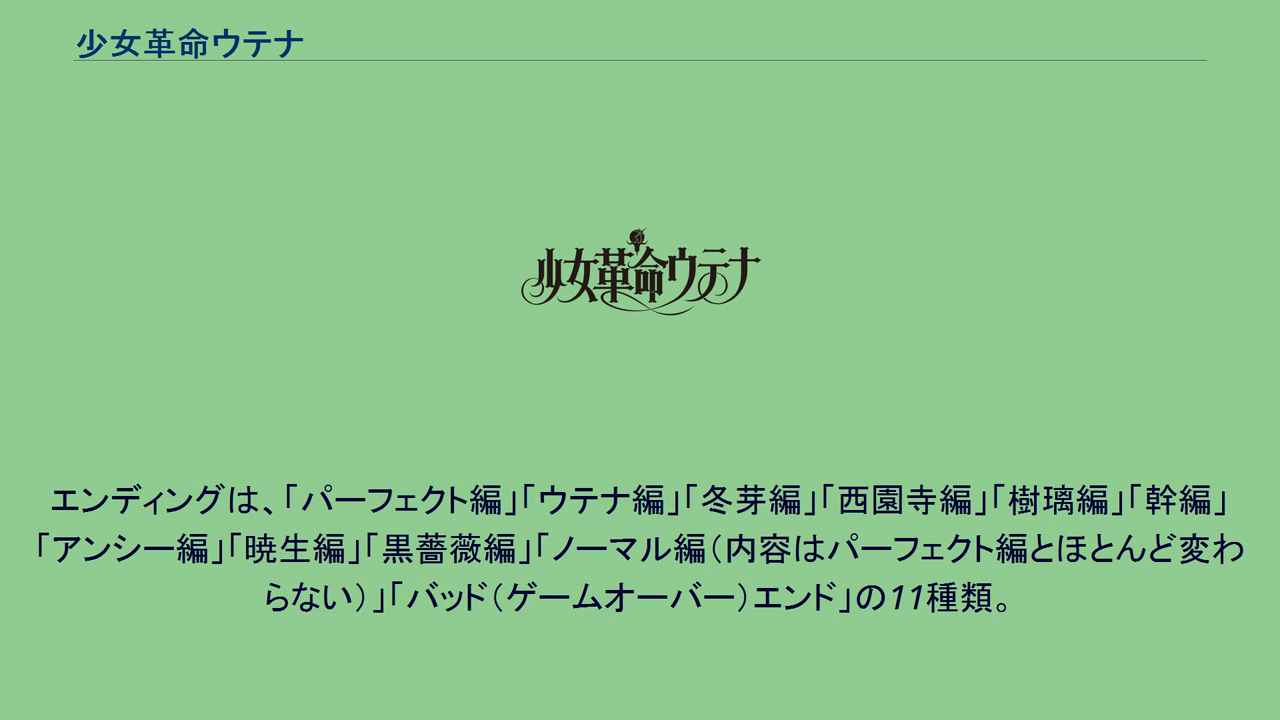 少女革命ウテナ
少女革命ウテナ
エンディングは、「パーフェクト編」「ウテナ編」「冬芽編」「西園寺編」「樹璃編」「幹編」
「アンシー編」「暁生編」「黒薔薇編」「ノーマル編（内容はパーフェクト編とほとんど変わ
らない）」「バッド（ゲームオーバー）エンド」の11種類。